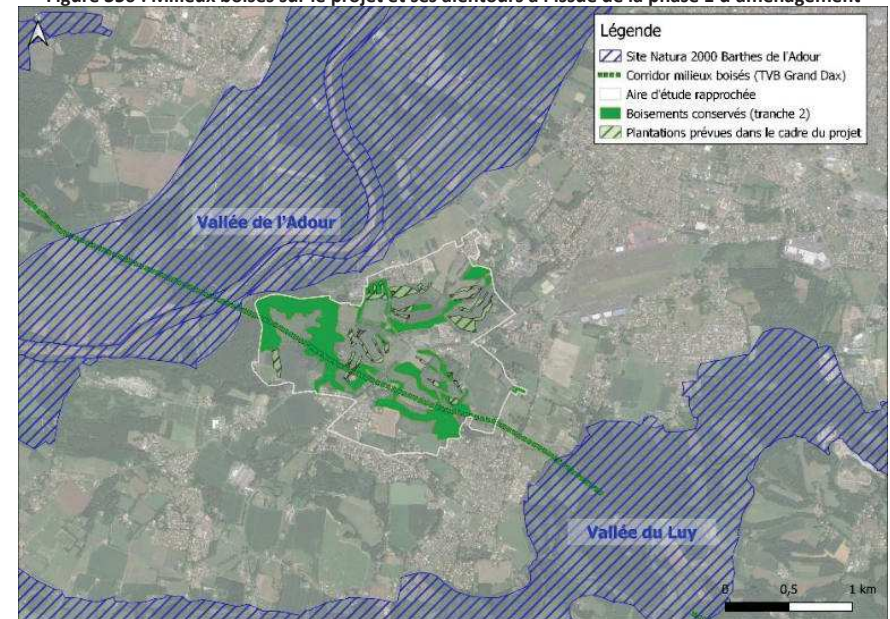 Milieux boisés sur le projet et ses alentours à l'issue de la phase 2 d'aménagement
Légende
Site Natura 2000 Barthes de l'Adour
Corridor milieux boisés (TVB Grand Dax)
Aire d'étude rapprochée
Boisements conservés (tranche 2)
Plantations prévues dans le cadre du projet
Vallée de l'Adour
Vallée du Luy
0 0,5 1 km